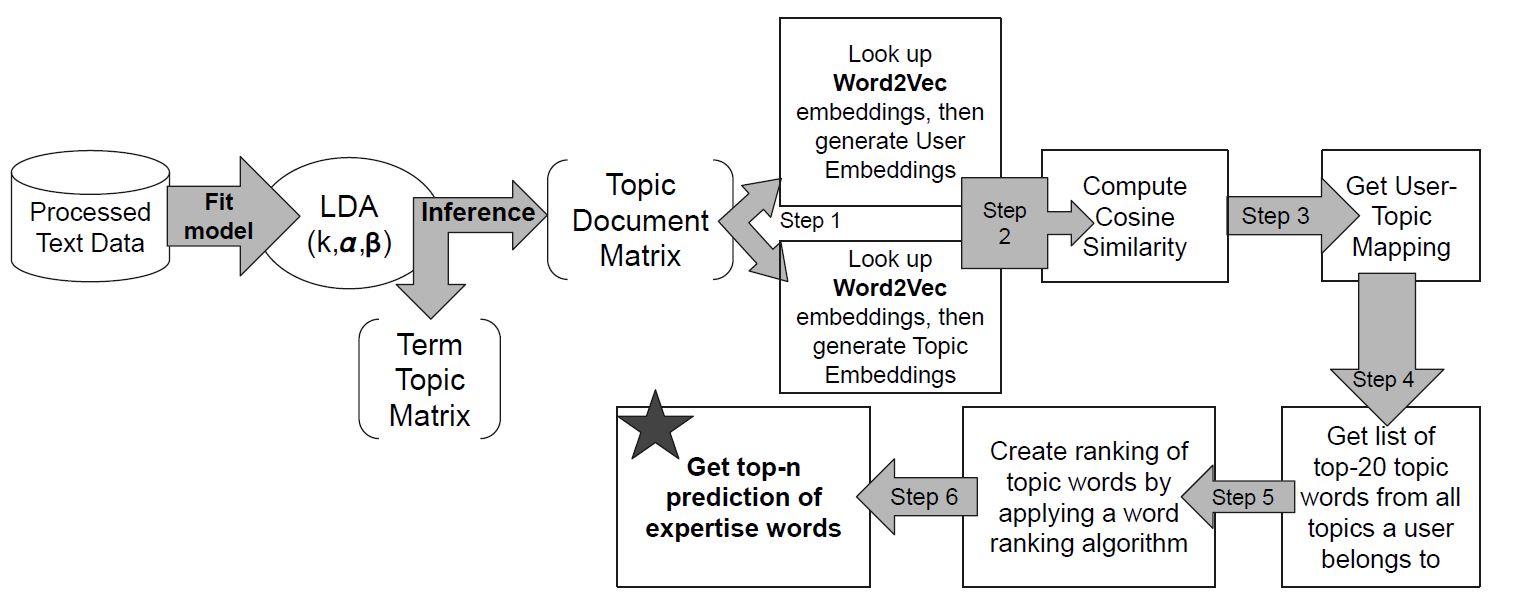 Processed
Text Data
Fit
model
LDA
(k,α,β)
Inference
Term
Topic
Matrix
Topic
Document
Matrix
Step 1
Look up
Word2Vec
embeddings, then
generate User
Embeddings
Look up
Word2Vec
embeddings, then
generate Topic
Embeddings
Step
2
Compute
Cosine
Similarity
Step 3
Get User-
Topic
Mapping
Step 4
Get list of
top-20 topic
words from all
topics a user
belongs to
Step 5
Create ranking of
topic words by
applying a word
ranking algorithm
Step 6
Get top-n
prediction of
expertise words